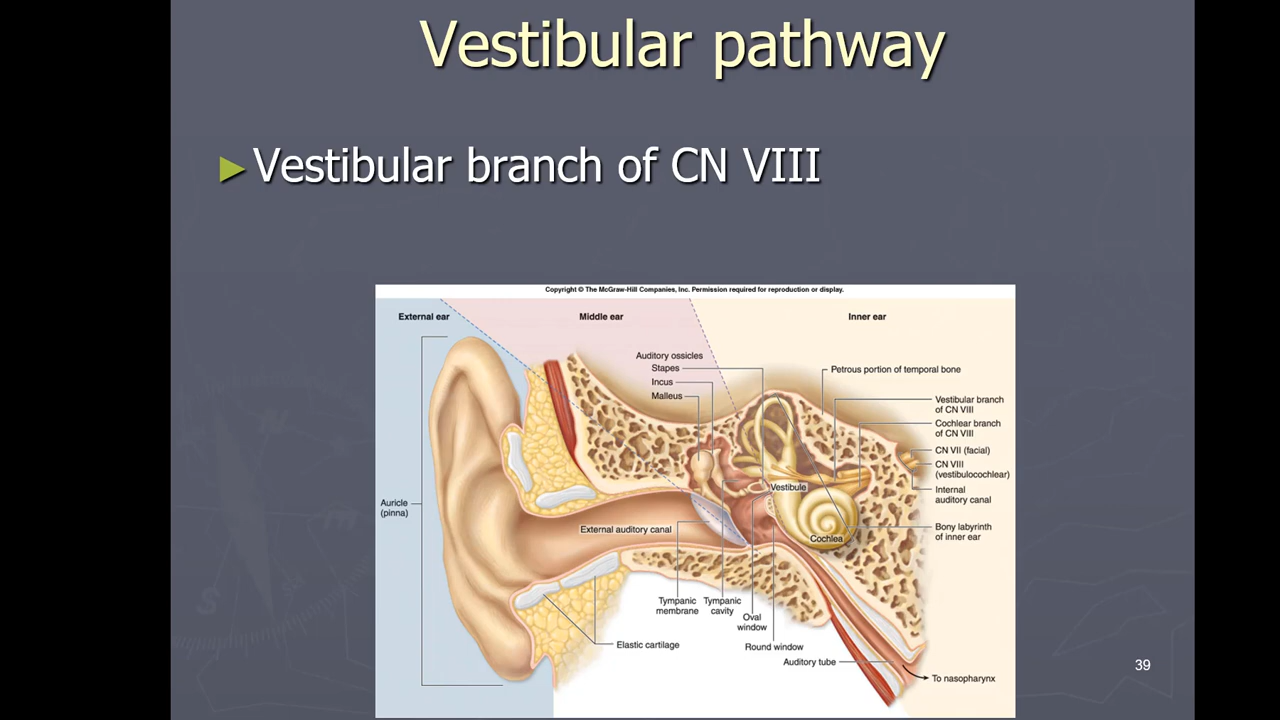 Vestibular pathway
►Vestibular branch of CN VIII
Copyright © The McGraw-Hill Companies, Inc. Permission required for reproduction or display.
External ear
Middle ear
Inner ear
Auditory ossicles
Stapes
Incus
Malleus
Petrous portion of temporal bone
Vestibular branch
of CN VIII
Cochlear branch
of CN VIII
CN VII (facial)
CN VIII
(vestibulocochlear)
Internal
auditory canal
Bony labyrinth
of inner ear
Vestibule
Cochlea
Auricle
(pinna)
External auditory canal
Tympanic
membrane
Tympanic
cavity
Oval
window
Round window
Elastic cartilage
Auditory tube
To nasopharynx
39
S